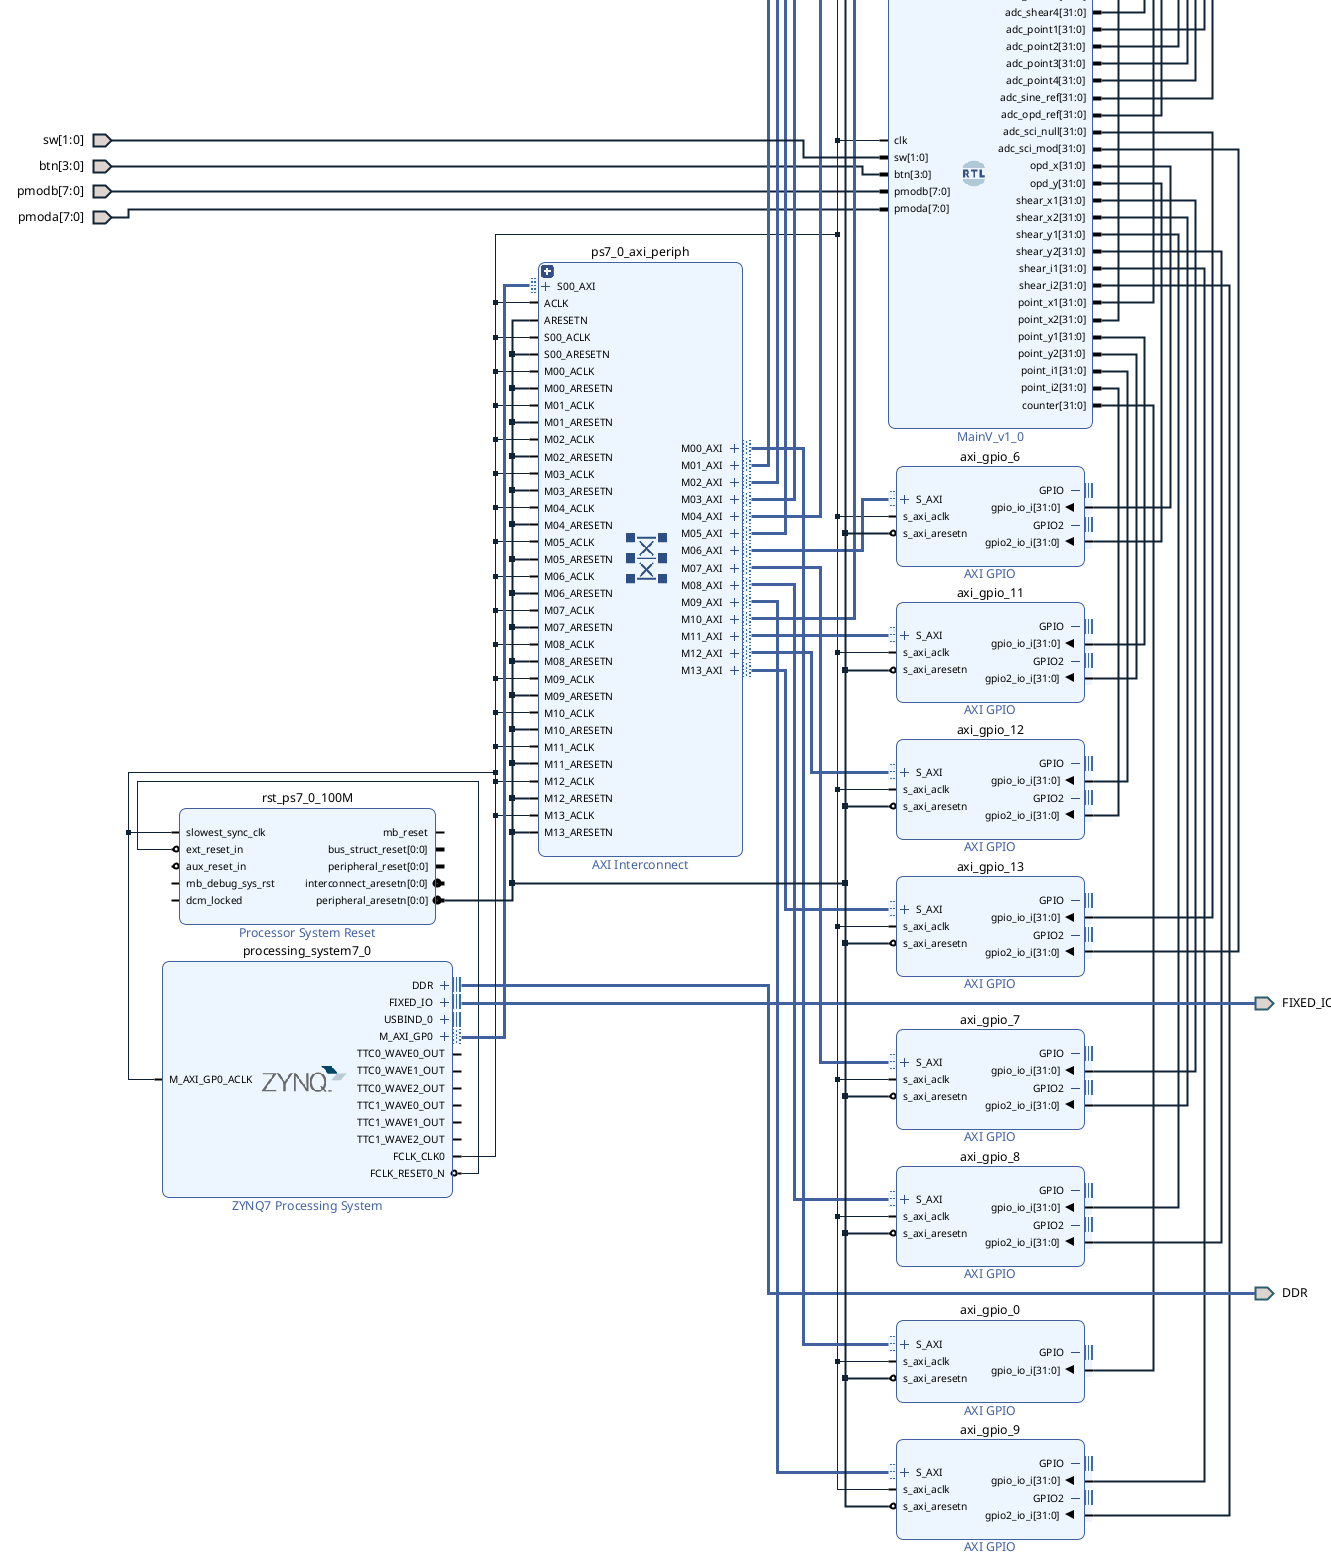 adc_shear4[31:0]
adc_point1[31:0]
adc_point2[31:0]
adc_point3[31:0]
adc_point4[31:0]
adc_sine_ref[31:0]
adc_opd_ref[31:0]
adc_sci_null[31:0]
adc_sci_mod[31:0]
opd_x[31:0]
opd_y[31:0]
shear_x1[31:0]
shear_x2[31:0]
shear_y1[31:0]
shear_y2[31:0]
shear_i1[31:0]
shear_i2[31:0]
point_x1[31:0]
point_x2[31:0]
point_y1[31:0]
point_y2[31:0]
point_i1[31:0]
point_i2[31:0]
counter[31:0]
clk
sw[1:0]
btn[3:0]
pmodb[7:0]
pmoda[7:0]
RTL
MainV_v1_0
sw[1:0]
btn[3:0]
pmodb[7:0]
pmoda[7:0]
ps7_0_axi_periph
S00_AXI
ACLK
ARESETN
S00_ACLK
S00_ARESETN
M00_ACLK
M00_ARESETN
M01_ACLK
M01_ARESETN
M02_ACLK
M02_ARESETN
M03_ACLK
M03_ARESETN
M04_ACLK
M04_ARESETN
M05_ACLK
M05_ARESETN
M06_ACLK
M06_ARESETN
M07_ACLK
M07_ARESETN
M08_ACLK
M08_ARESETN
M09_ACLK
M09_ARESETN
M10_ACLK
M10_ARESETN
M11_ACLK
M11_ARESETN
M12_ACLK
M12_ARESETN
M13_ACLK
M13_ARESETN
M00_AXI
M01_AXI
M02_AXI
M03_AXI
M04_AXI
M05_AXI
M06_AXI
M07_AXI
M08_AXI
M09_AXI
M10_AXI
M11_AXI
M12_AXI
M13_AXI
AXI Interconnect
rst_ps7_0_100M
slowest_sync_clk
ext_reset_in
aux_reset_in
mb_debug_sys_rst
dcm_locked
mb_reset
bus_struct_reset[0:0]
peripheral_reset[0:0]
interconnect_aresetn[0:0]
peripheral_aresetn[0:0]
Processor System Reset
processing_system7_0
M_AXI_GP0_ACLK
ZYNQ
DDR
FIXED_IO
USBIND_0
M_AXI_GP0
TTC0_WAVE0_OUT
TTC0_WAVE1_OUT
TTC0_WAVE2_OUT
TTC1_WAVE0_OUT
TTC1_WAVE1_OUT
TTC1_WAVE2_OUT
FCLK_CLK0
FCLK_RESET0_N
ZYNQ7 Processing System
axi_gpio_6
S_AXI
s_axi_aclk
s_axi_aresetn
GPIO
gpio_io_i[31:0]
GPIO2
gpio2_io_i[31:0]
AXI GPIO
axi_gpio_11
S_AXI
s_axi_aclk
s_axi_aresetn
GPIO
gpio_io_i[31:0]
GPIO2
gpio2_io_i[31:0]
AXI GPIO
axi_gpio_12
S_AXI
s_axi_aclk
s_axi_aresetn
GPIO
gpio_io_i[31:0]
GPIO2
gpio2_io_i[31:0]
AXI GPIO
axi_gpio_13
S_AXI
s_axi_aclk
s_axi_aresetn
GPIO
gpio_io_i[31:0]
GPIO2
gpio2_io_i[31:0]
AXI GPIO
FIXED_IO
axi_gpio_7
S_AXI
s_axi_aclk
s_axi_aresetn
GPIO
gpio_io_i[31:0]
GPIO2
gpio2_io_i[31:0]
AXI GPIO
axi_gpio_8
S_AXI
s_axi_aclk
s_axi_aresetn
GPIO
gpio_io_i[31:0]
GPIO2
gpio2_io_i[31:0]
AXI GPIO
DDR
axi_gpio_0
S_AXI
s_axi_aclk
s_axi_aresetn
GPIO
gpio_io_i[31:0]
AXI GPIO
axi_gpio_9
S_AXI
s_axi_aclk
s_axi_aresetn
GPIO
gpio_io_i[31:0]
GPIO2
gpio2_io_i[31:0]
AXI GPIO